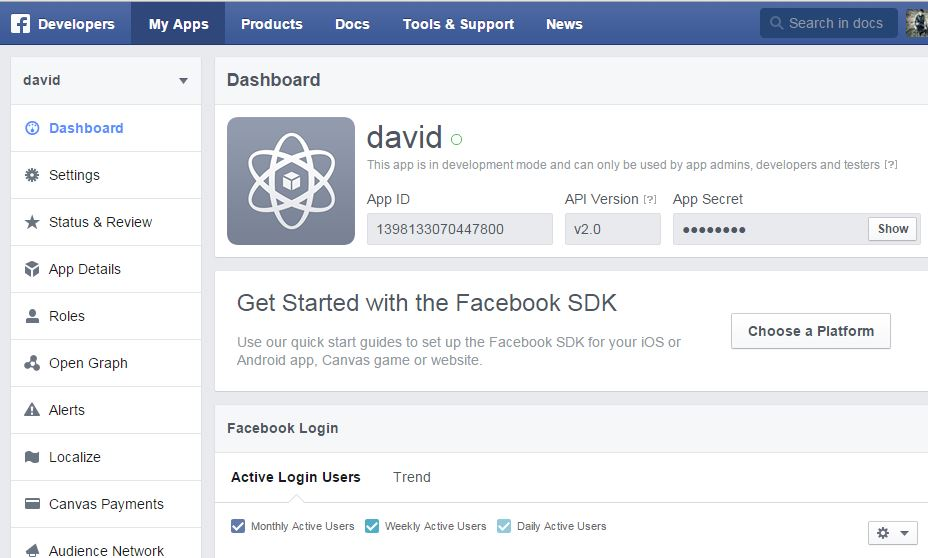 Developers My Apps Products Docs Tools & Support News Search in docs
david
Dashboard
Settings
Status & Review
App Details
Roles
Open Graph
Alerts
Localize
Canvas Payments
Audience Network
Dashboard
david
This app is in development mode and can only be used by app admins, developers and testers [?]
App ID API Version [?] App Secret
1398133070447800 v2.0 ●●●●●●●● Show
Get Started with the Facebook SDK
Use our quick start guides to set up the Facebook SDK for your iOS or
Android app, Canvas game or website.
Choose a Platform
Facebook Login
Active Login Users Trend
Monthly Active Users Weekly Active Users Daily Active Users